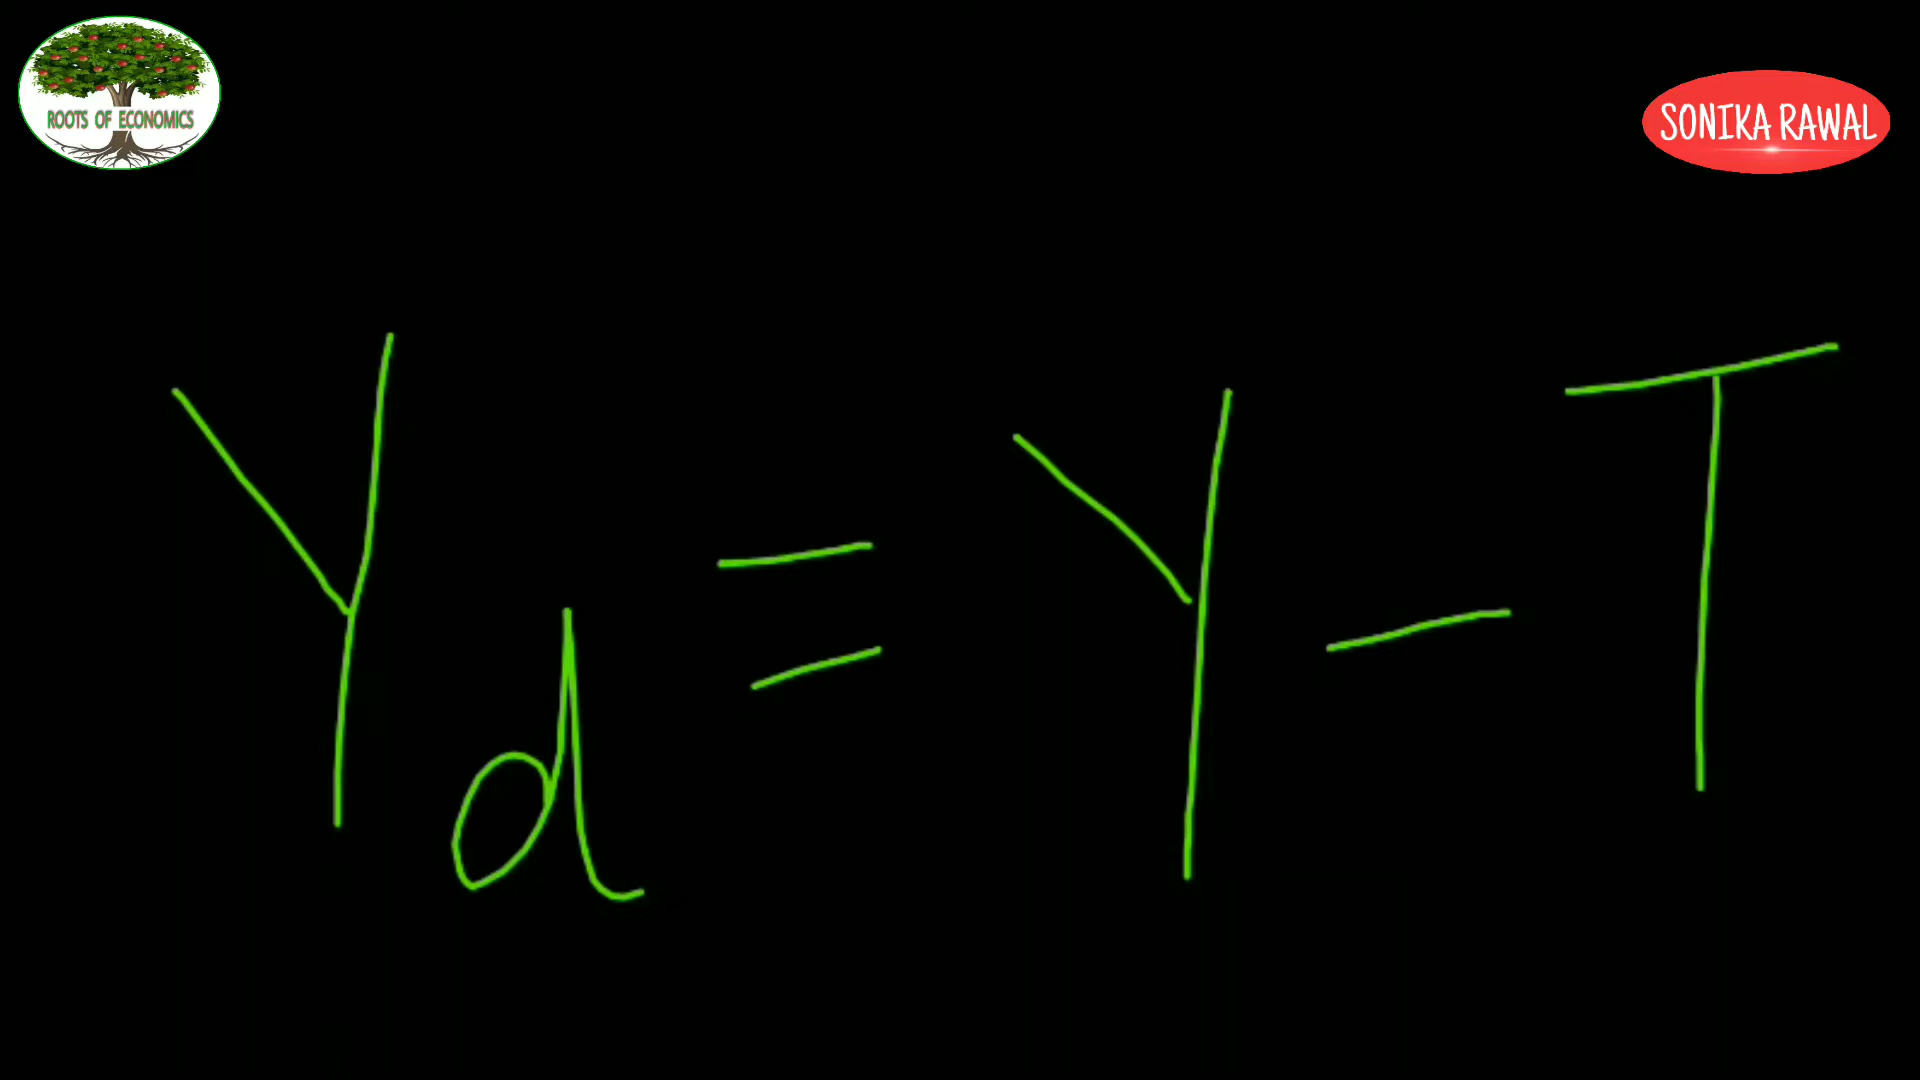 ROOTS OF ECONOMICS
SONIKA RAWAL
Yd = Y - T